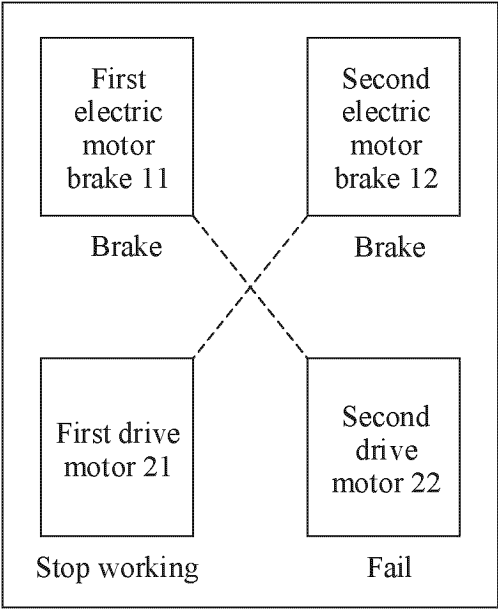 First
electric
motor
brake 11
Brake
Second
electric
motor
brake 12
Brake
First drive
motor 21
Stop working
Second
drive
motor 22
Fail